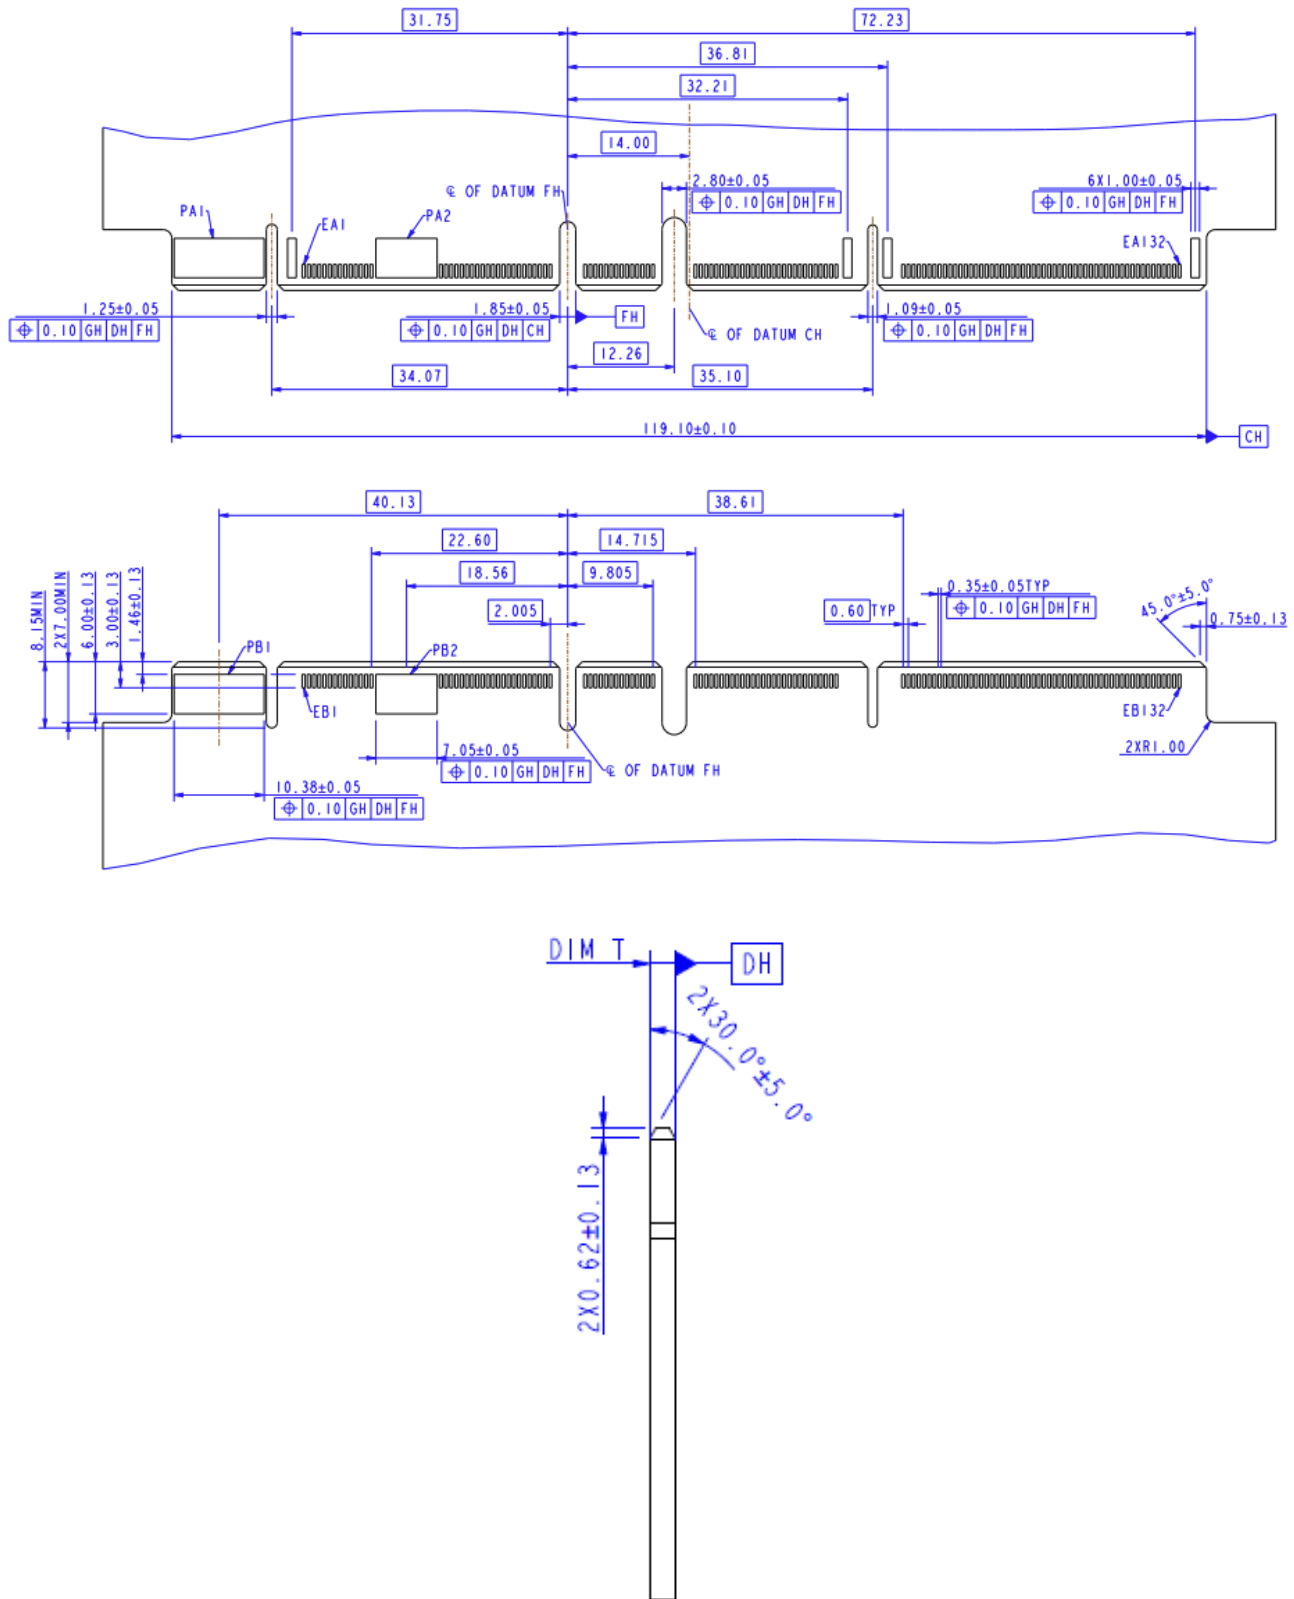 31.75
72.23
36.81
32.21
14.00
℄ OF DATUM FH
2.80±0.05
⌖ 0.10 GH DH FH
6X1.00±0.05
⌖ 0.10 GH DH FH
PA1
EA1
PA2
EA132
1.25±0.05
⌖ 0.10 GH DH FH
1.85±0.05
⌖ 0.10 GH DH CH
FH
℄ OF DATUM CH
1.09±0.05
⌖ 0.10 GH DH FH
12.26
34.07
35.10
119.10±0.10
CH
40.13
38.61
22.60
14.715
18.56
9.805
2.005
0.60 TYP
0.35±0.05TYP
⌖ 0.10 GH DH FH
45.0°±5.0°
0.75±0.13
8.15MIN
2X7.00MIN
6.00±0.13
3.00±0.13
1.46±0.13
PB1
PB2
EB1
EB132
2XR1.00
7.05±0.05
⌖ 0.10 GH DH FH
℄ OF DATUM FH
10.38±0.05
⌖ 0.10 GH DH FH
DIM T
DH
2X30.0°±5.0°
2X0.62±0.13